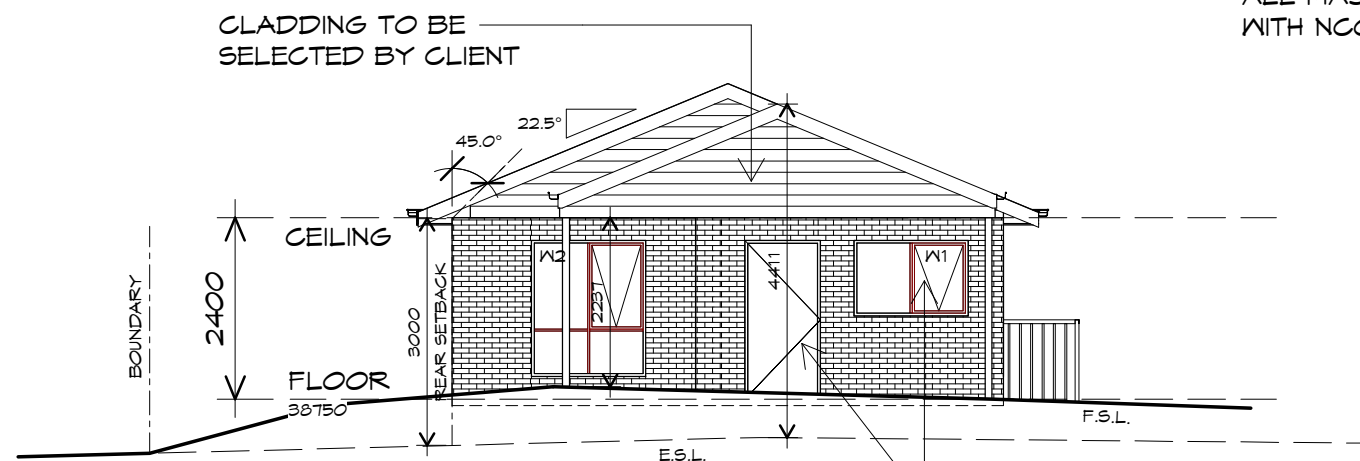 CLADDING TO BE
SELECTED BY CLIENT
WITH NCC
22.5°
45.0°
CEILING
BOUNDARY
2400
3000
REAR SETBACK
W2
2237
4411
W1
FLOOR
38750
F.S.L.
E.S.L.